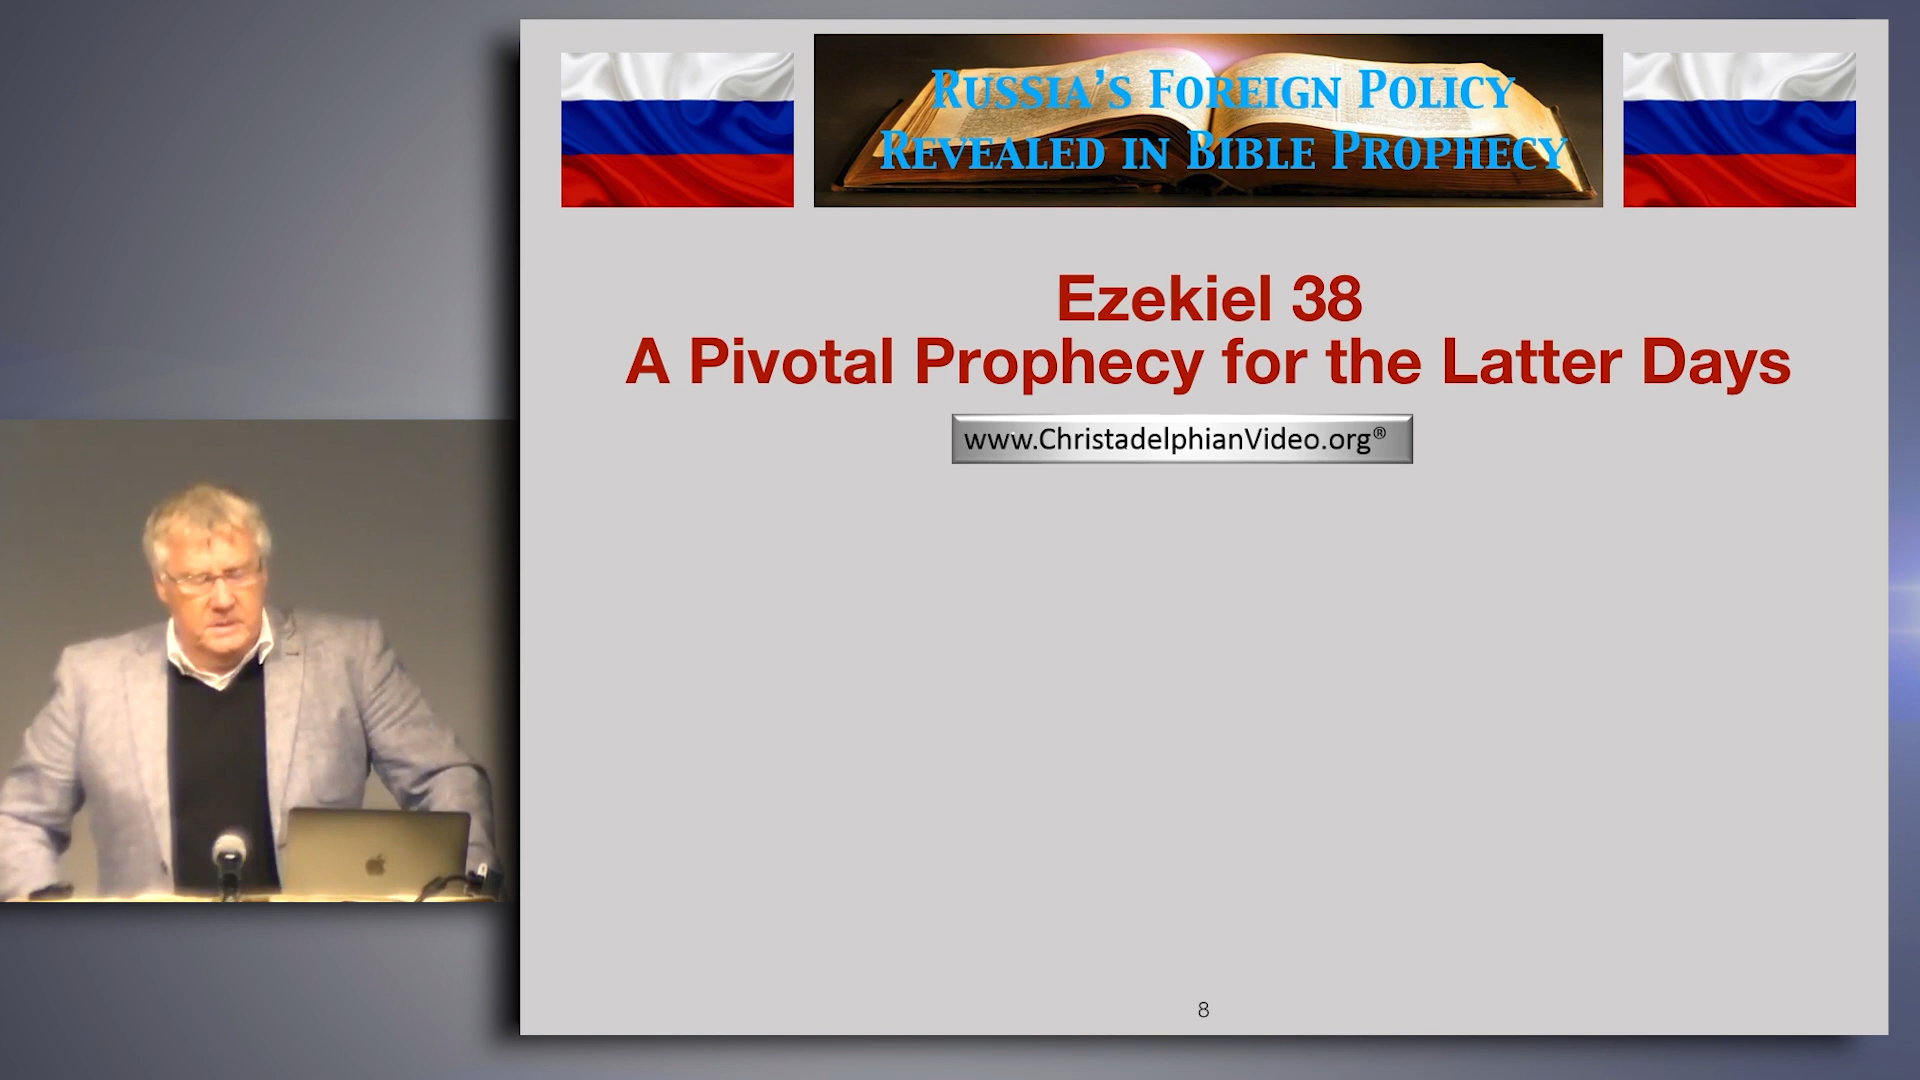 Russia's Foreign Policy
Revealed in Bible Prophecy
Ezekiel 38
A Pivotal Prophecy for the Latter Days
www.ChristadelphianVideo.org®
8